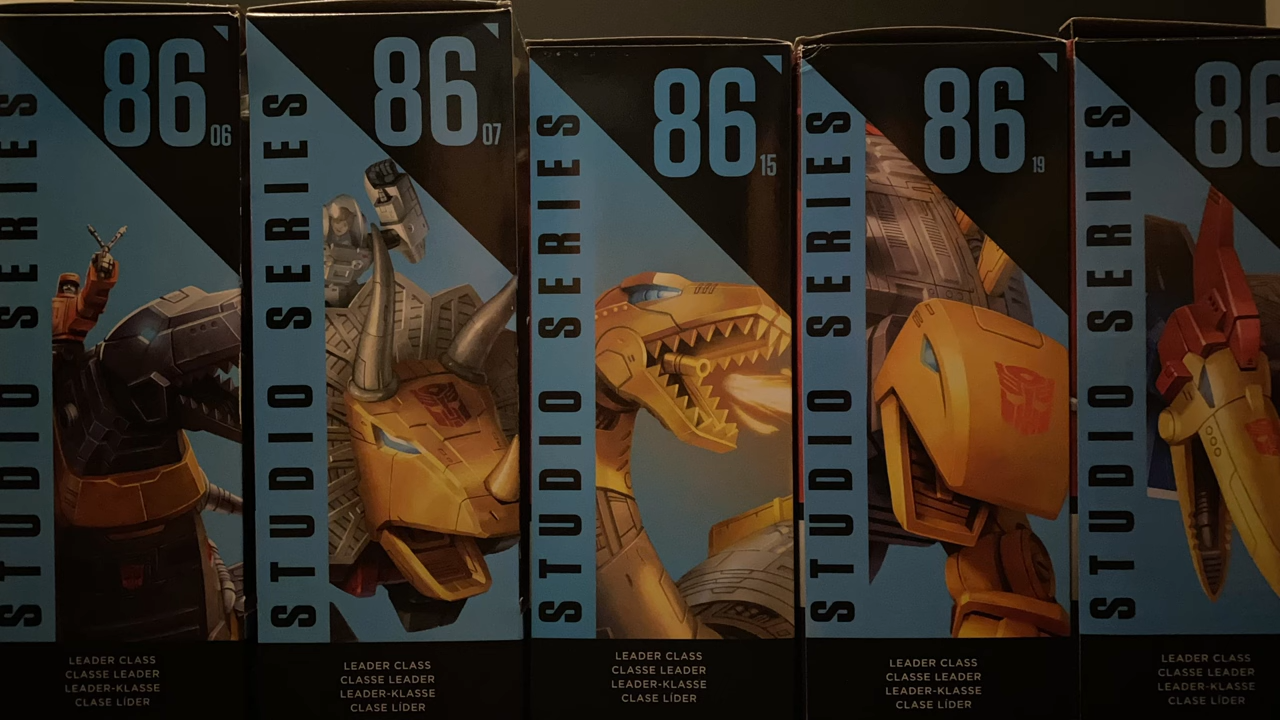 86 06
STUDIO SERIES
LEADER CLASS
CLASSE LEADER
LEADER-KLASSE
CLASE LÍDER
86 07
STUDIO SERIES
LEADER CLASS
CLASSE LEADER
LEADER-KLASSE
CLASE LÍDER
86 15
STUDIO SERIES
LEADER CLASS
CLASSE LEADER
LEADER-KLASSE
CLASE LÍDER
86 19
STUDIO SERIES
LEADER CLASS
CLASSE LEADER
LEADER-KLASSE
CLASE LÍDER
86
STUDIO SERIES
LEADER CLASS
CLASSE LEADER
LEADER-KLASSE
CLASE LÍDER